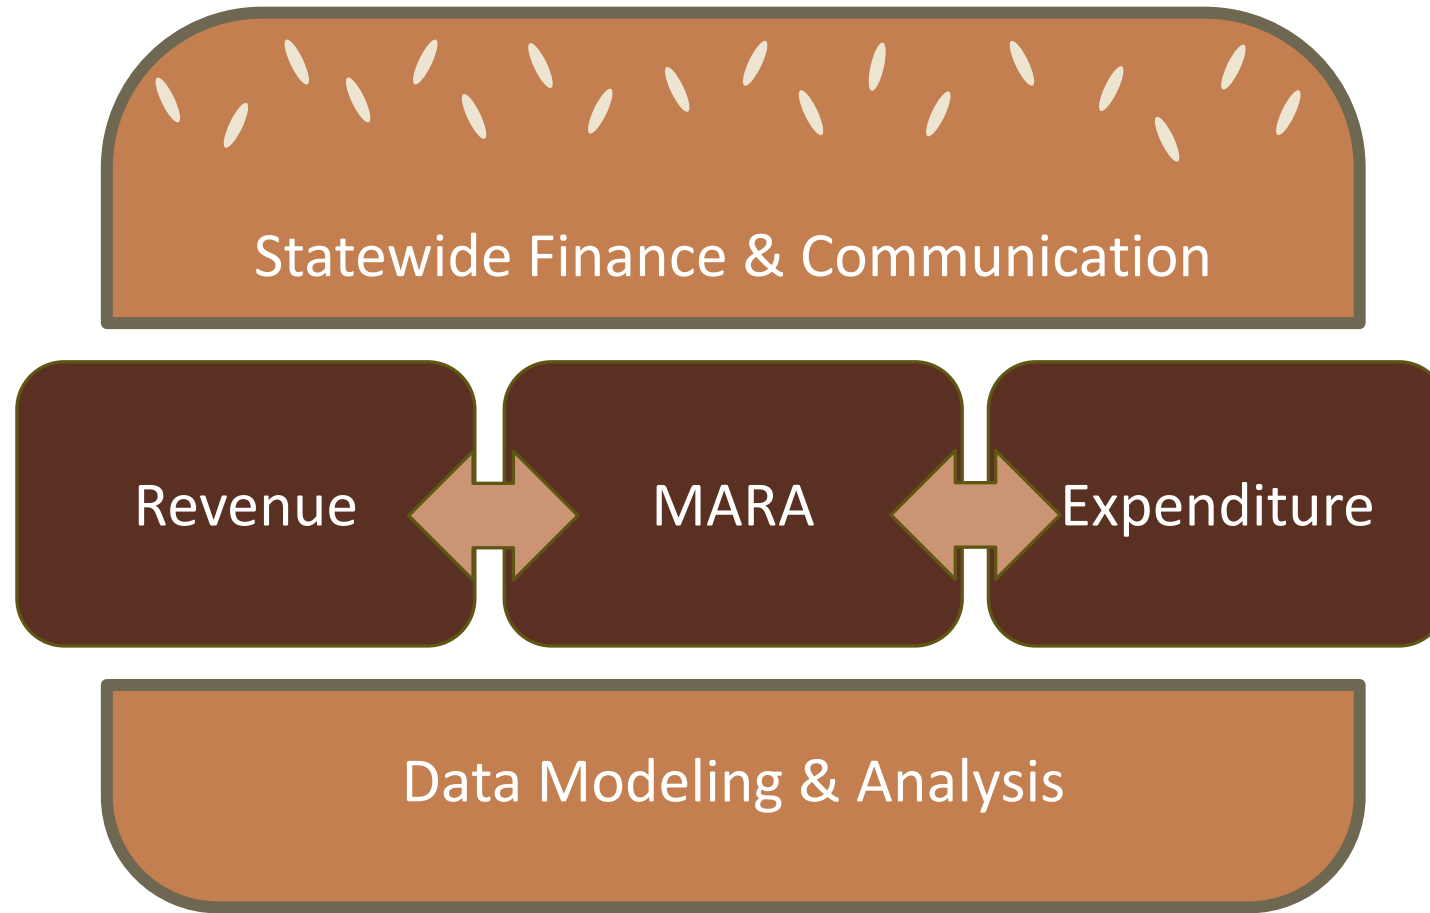 Statewide Finance & Communication
Revenue
MARA
Expenditure
Data Modeling & Analysis